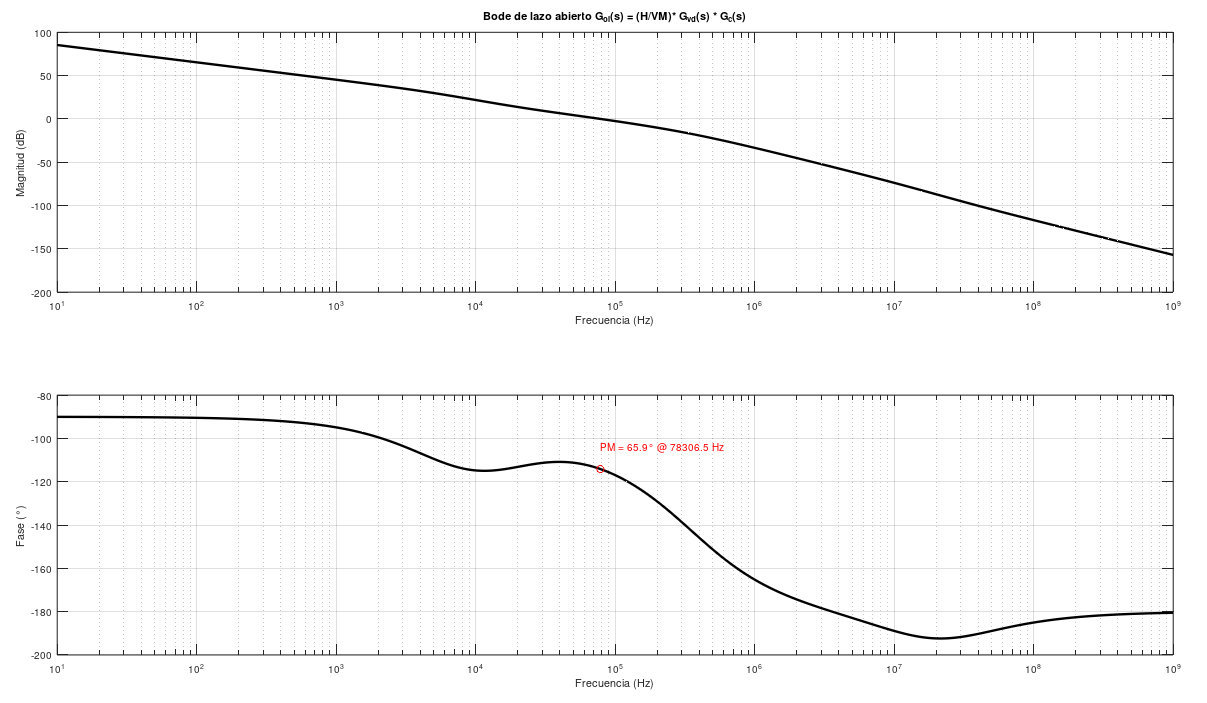 Bode de lazo abierto Gol(s) = (H/VM)* Gvd(s) * Gc(s)
100
50
0
-50
-100
-150
-200
Magnitud (dB)
10^1 10^2 10^3 10^4 10^5 10^6 10^7 10^8 10^9
Frecuencia (Hz)
-80
-100
-120
-140
-160
-180
-200
Fase (°)
PM = 65.9° @ 78306.5 Hz
10^1 10^2 10^3 10^4 10^5 10^6 10^7 10^8 10^9
Frecuencia (Hz)